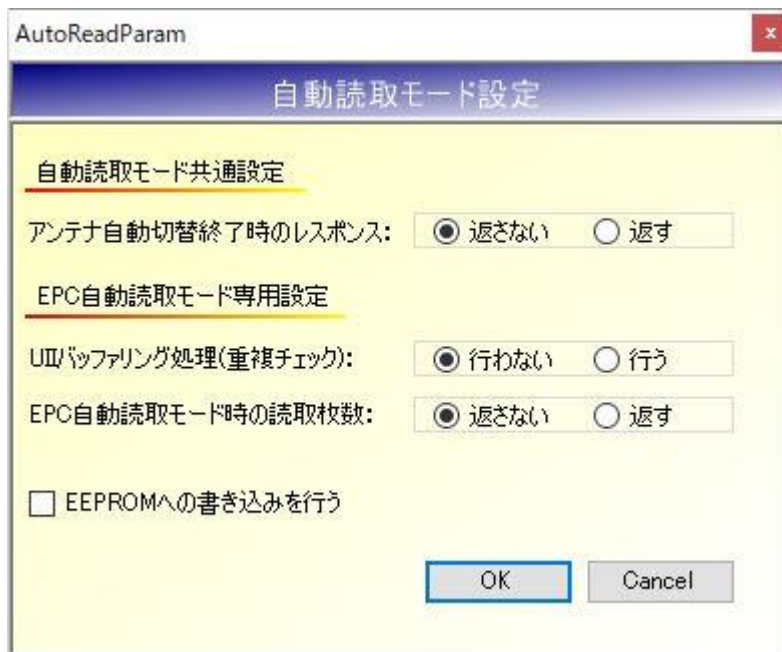 AutoReadParam
x
自動読取モード設定
自動読取モード共通設定
アンテナ自動切替終了時のレスポンス: 返さない 返す
EPC自動読取モード専用設定
UIIバッファリング処理(重複チェック): 行わない 行う
EPC自動読取モード時の読取枚数: 返さない 返す
EEPROMへの書き込みを行う
OK Cancel